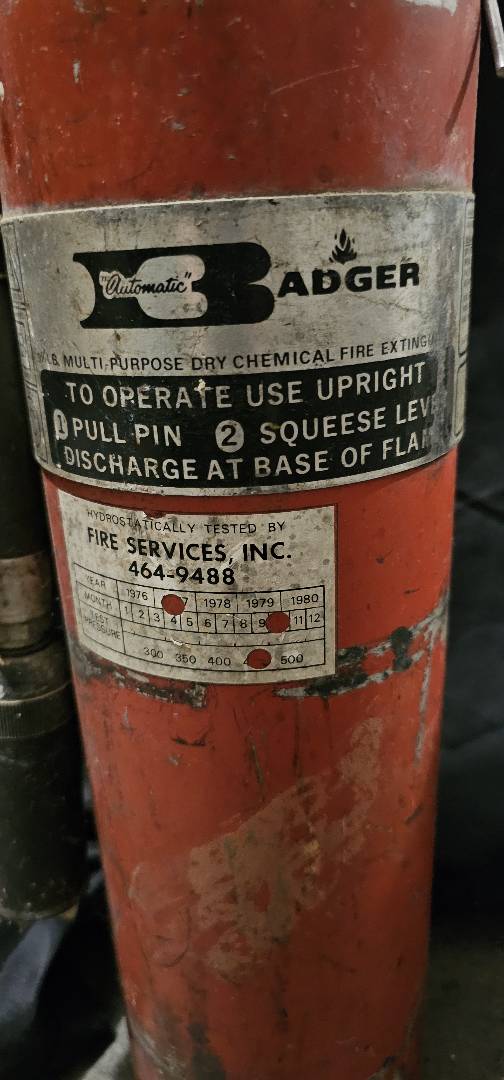 "Automatic"
BADGER
LB. MULTI-PURPOSE DRY CHEMICAL FIRE
TO OPERATE USE UPRIGHT
1 PULL PIN 2 SQUEESE
DISCHARGE AT BASE OF
HYDROSTATICALLY TESTED BY
FIRE SERVICES, INC.
464-9488
YEAR 1976 1978 1979 1980
MONTH 1 2 3 4 5 6 7 8 9 11 12
TEST PRESSURE 300 350 400 500